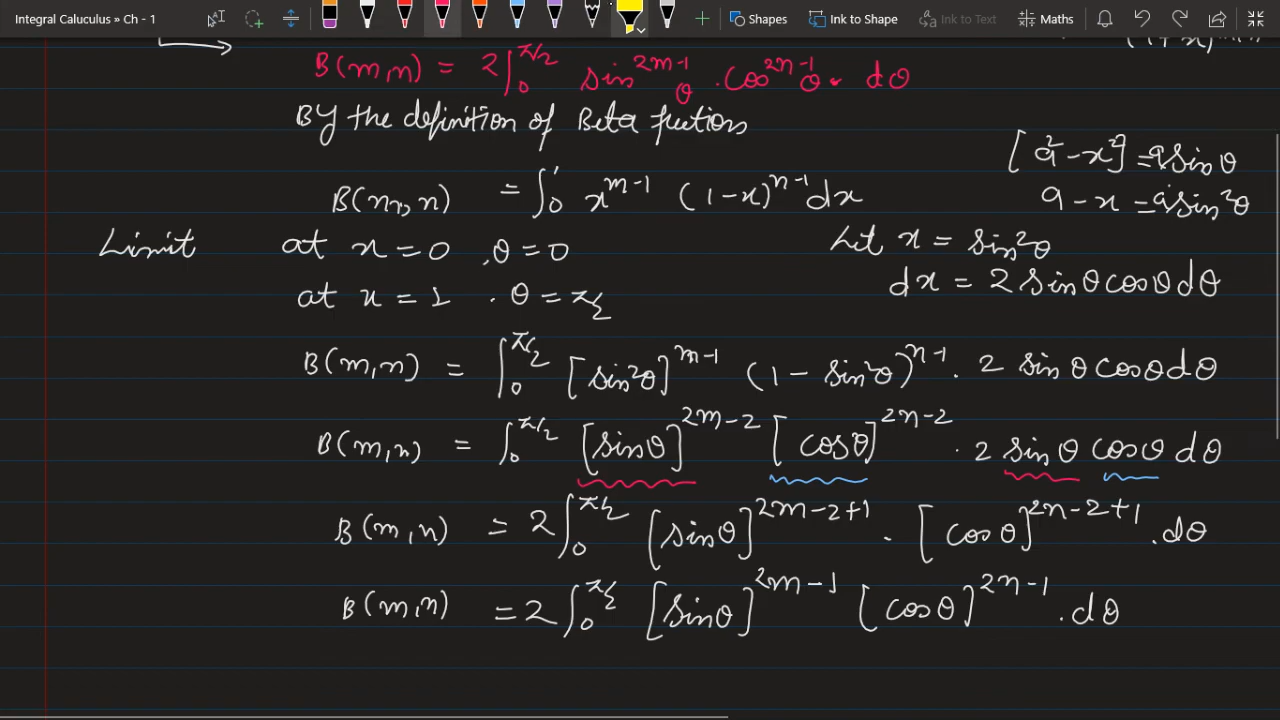 Integral Caluculus » Ch - 1
Shapes Ink to Shape Ink to Text Maths
B(m,n) = 2∫₀^{π/2} sin^{2m-1}θ . cos^{2n-1}θ . dθ
By the definition of Beta
[a²-x²] = a sinθ
B(m,n) = ∫₀¹ x^{m-1} (1-x)^{n-1} dx
a - x = a sin²θ
Limit at x = 0 , θ = 0
Let x = sin²θ
dx = 2 sinθ cosθ dθ
at x = 1 . θ = π/2
B(m,n) = ∫₀^{π/2} [sin²θ]^{m-1} (1 - sin²θ)^{n-1} . 2 sinθ cosθ dθ
B(m,n) = ∫₀^{π/2} [sinθ]^{2m-2} [cosθ]^{2n-2} . 2 sinθ cosθ dθ
B(m,n) = 2∫₀^{π/2} [sinθ]^{2m-2+1} . [cosθ]^{2n-2+1} . dθ
B(m,n) = 2∫₀^{π/2} [sinθ]^{2m-1} [cosθ]^{2n-1} . dθ